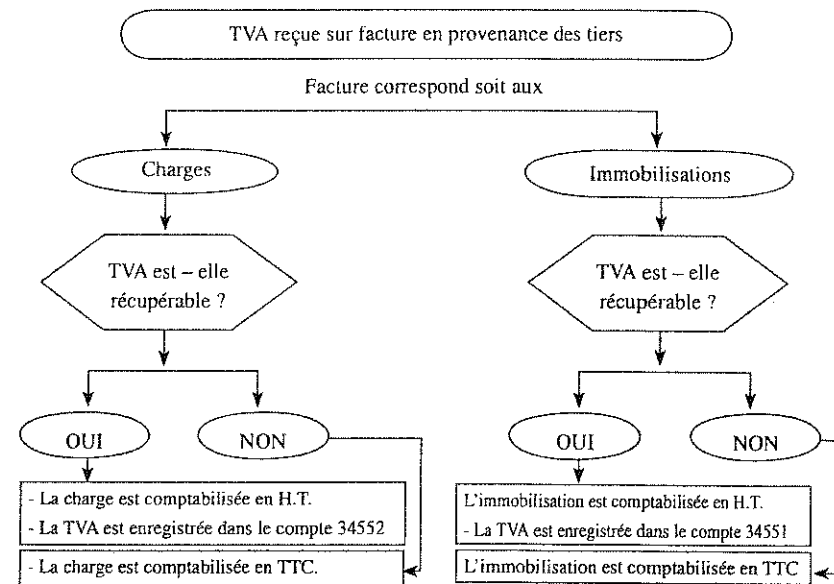 TVA reçue sur facture en provenance des tiers
Facture correspond soit aux
Charges
Immobilisations
TVA est – elle
récupérable ?
TVA est – elle
récupérable ?
OUI
NON
OUI
NON
- La charge est comptabilisée en H.T.
- La TVA est enregistrée dans le compte 34552
- La charge est comptabilisée en TTC.
L'immobilisation est comptabilisée en H.T.
- La TVA est enregistrée dans le compte 34551
L'immobilisation est comptabilisée en TTC